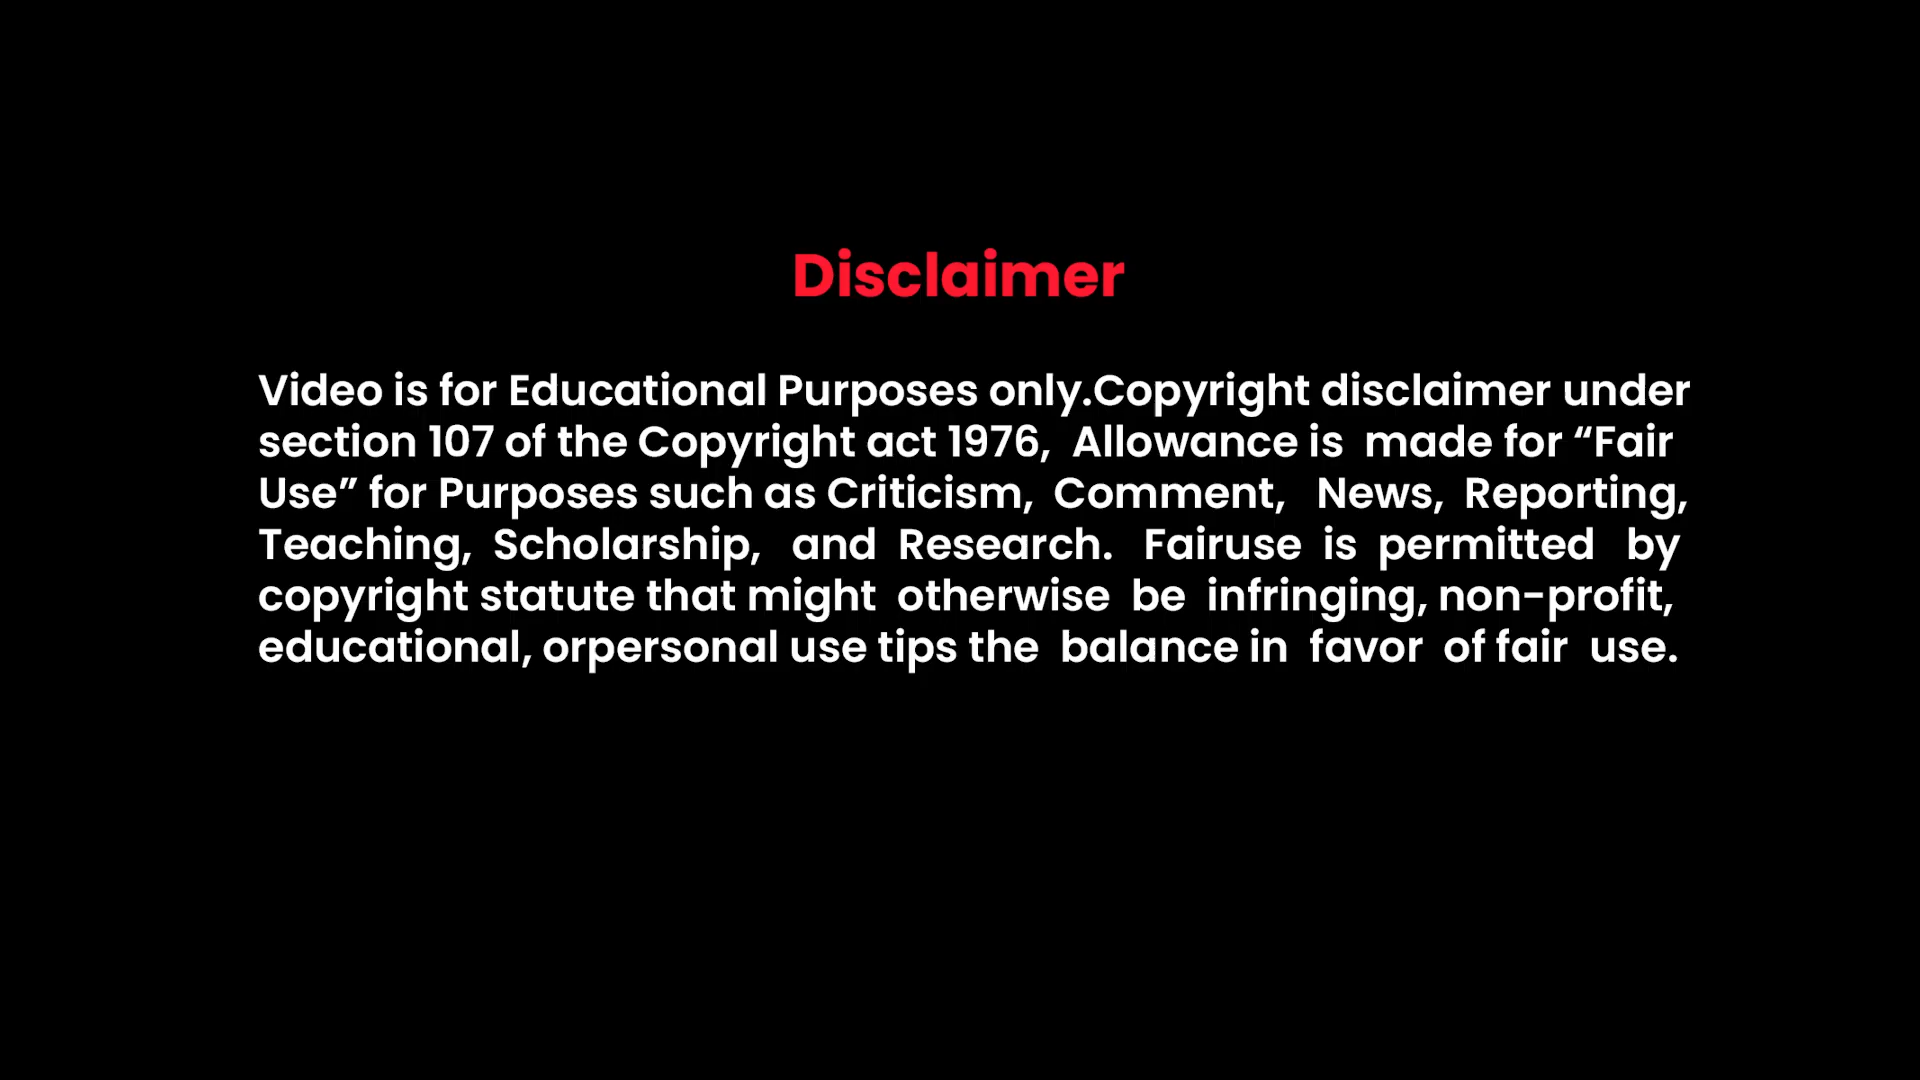 Disclaimer
Video is for Educational Purposes only.Copyright disclaimer under
section 107 of the Copyright act 1976, Allowance is made for “Fair
Use” for Purposes such as Criticism, Comment, News, Reporting,
Teaching, Scholarship, and Research. Fairuse is permitted by
copyright statute that might otherwise be infringing, non-profit,
educational, orpersonal use tips the balance in favor of fair use.